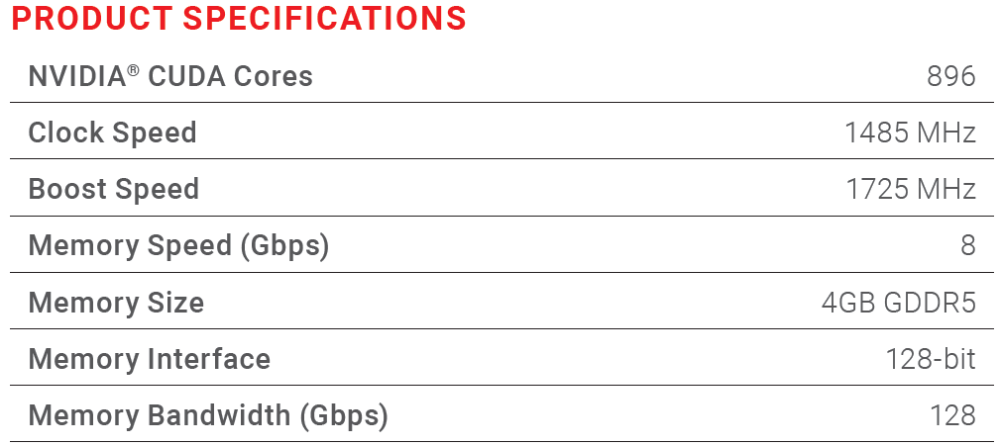 PRODUCT SPECIFICATIONS
NVIDIA® CUDA Cores 896
Clock Speed 1485 MHz
Boost Speed 1725 MHz
Memory Speed (Gbps) 8
Memory Size 4GB GDDR5
Memory Interface 128-bit
Memory Bandwidth (Gbps) 128